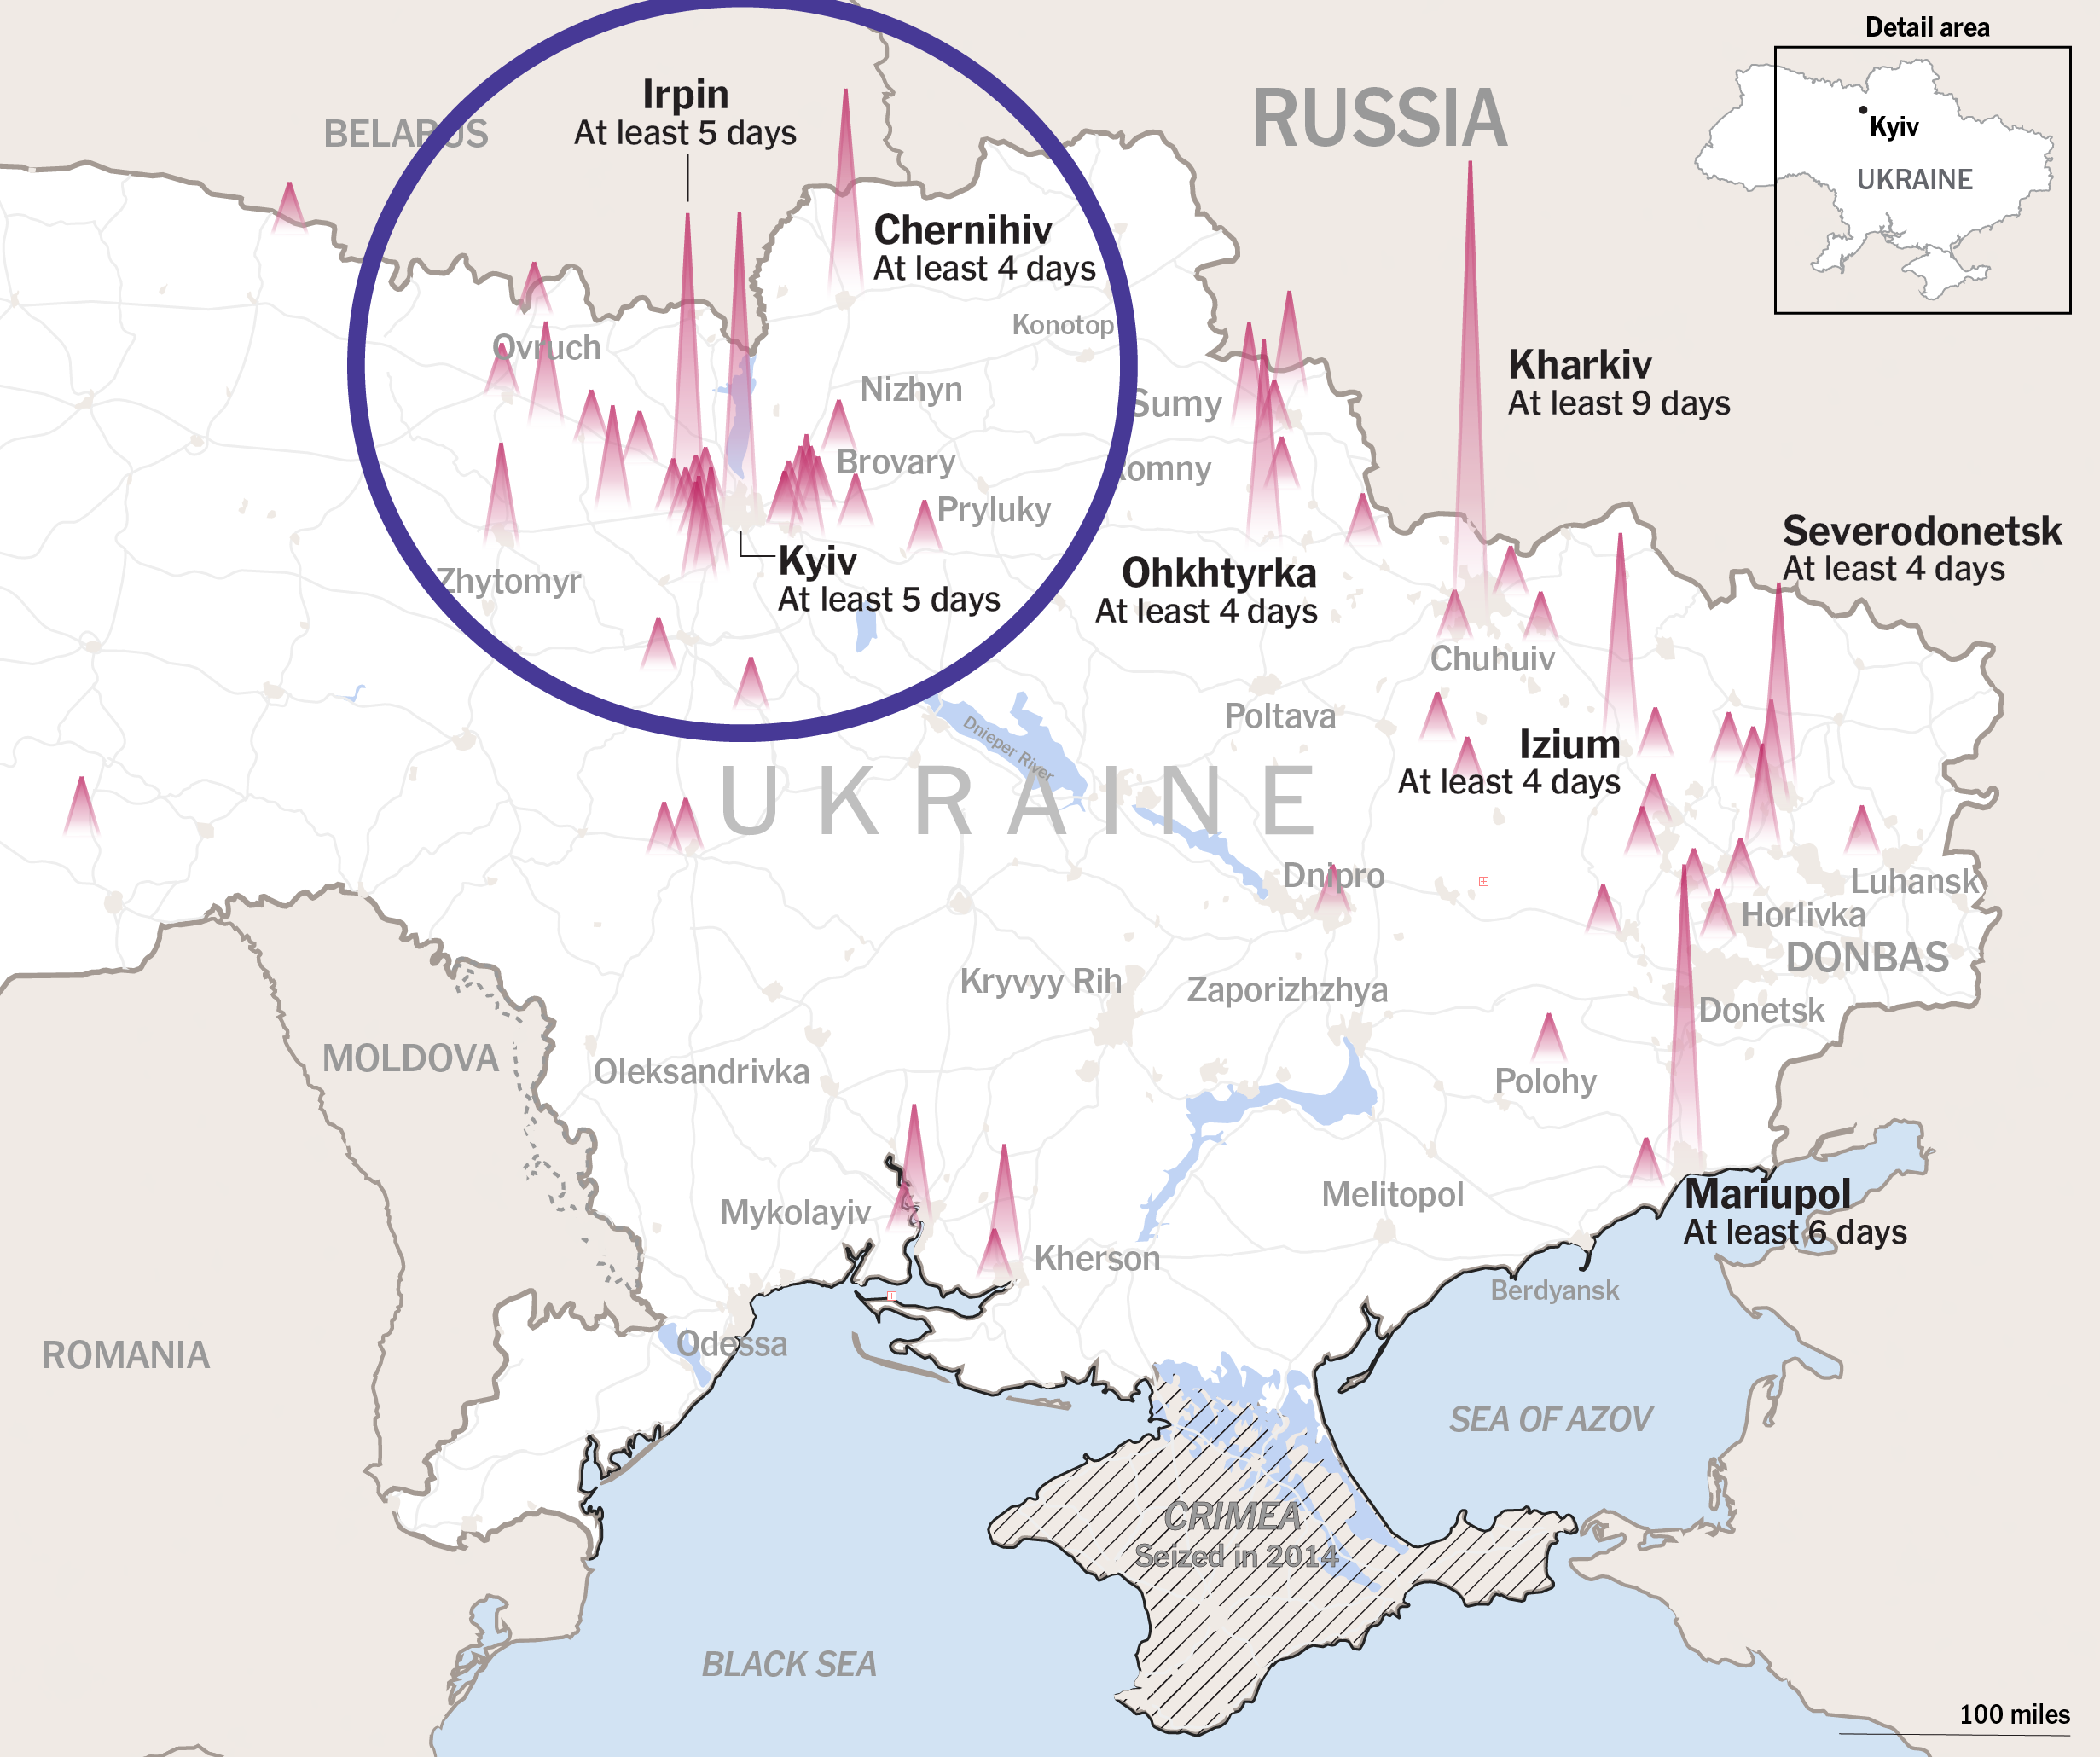 Detail area
Kyiv
UKRAINE
BELARUS
Irpin
At least 5 days
RUSSIA
Chernihiv
At least 4 days
Konotop
Ovruch
Nizhyn
Kharkiv
At least 9 days
Sumy
Brovary
Romny
Pryluky
Severodonetsk
At least 4 days
Kyiv
At least 5 days
Ohkhtyrka
At least 4 days
Zhytomyr
Chuhuiv
Poltava
Dnieper River
Izium
At least 4 days
UKRAINE
Dnipro
Luhansk
Horlivka
DONBAS
Kryvyy Rih
Zaporizhzhya
Donetsk
MOLDOVA
Oleksandrivka
Polohy
Mykolayiv
Melitopol
Mariupol
At least 6 days
Kherson
Berdyansk
Odessa
ROMANIA
SEA OF AZOV
CRIMEA
Seized in 2014
BLACK SEA
100 miles